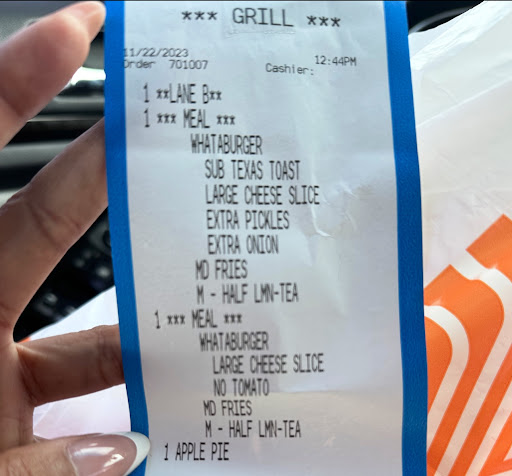 *** GRILL ***
11/22/2023 12:44PM
Order 701007 Cashier:
1 **LANE B**
1 *** MEAL ***
WHATABURGER
SUB TEXAS TOAST
LARGE CHEESE SLICE
EXTRA PICKLES
EXTRA ONION
MD FRIES
M - HALF LMN-TEA
1 *** MEAL ***
WHATABURGER
LARGE CHEESE SLICE
NO TOMATO
MD FRIES
M - HALF LMN-TEA
1 APPLE PIE